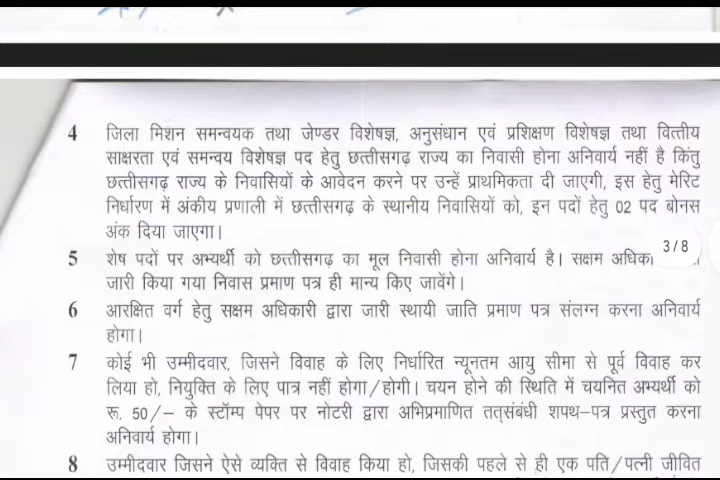 4 जिला मिशन समन्वयक तथा जेण्डर विशेषज्ञ, अनुसंधान एवं प्रशिक्षण विशेषज्ञ तथा वित्तीय
साक्षरता एवं समन्वय विशेषज्ञ पद हेतु छत्तीसगढ़ राज्य का निवासी होना अनिवार्य नहीं है किंतु
छत्तीसगढ़ राज्य के निवासियों के आवेदन करने पर उन्हें प्राथमिकता दी जाएगी, इस हेतु मेरिट
निर्धारण में अंकीय प्रणाली में छत्तीसगढ़ के स्थानीय निवासियों को, इन पदों हेतु 02 पद बोनस
अंक दिया जाएगा।
5 शेष पदों पर अभ्यर्थी को छत्तीसगढ़ का मूल निवासी होना अनिवार्य है। सक्षम
3/8
जारी किया गया निवास प्रमाण पत्र ही मान्य किए जावेंगे।
6 आरक्षित वर्ग हेतु सक्षम अधिकारी द्वारा जारी स्थायी जाति प्रमाण पत्र संलग्न करना अनिवार्य
होगा।
7 कोई भी उम्मीदवार, जिसने विवाह के लिए निर्धारित न्यूनतम आयु सीमा से पूर्व विवाह कर
लिया हो, नियुक्ति के लिए पात्र नहीं होगा/होगी। चयन होने की स्थिति में चयनित अभ्यर्थी को
रू. 50/– के स्टॉम्प पेपर पर नोटरी द्वारा अभिप्रमाणित तत्संबंधी शपथ–पत्र प्रस्तुत करना
अनिवार्य होगा।
8 उम्मीदवार जिसने ऐसे व्यक्ति से विवाह किया हो, जिसकी पहले से ही एक पति/पत्नी जीवित